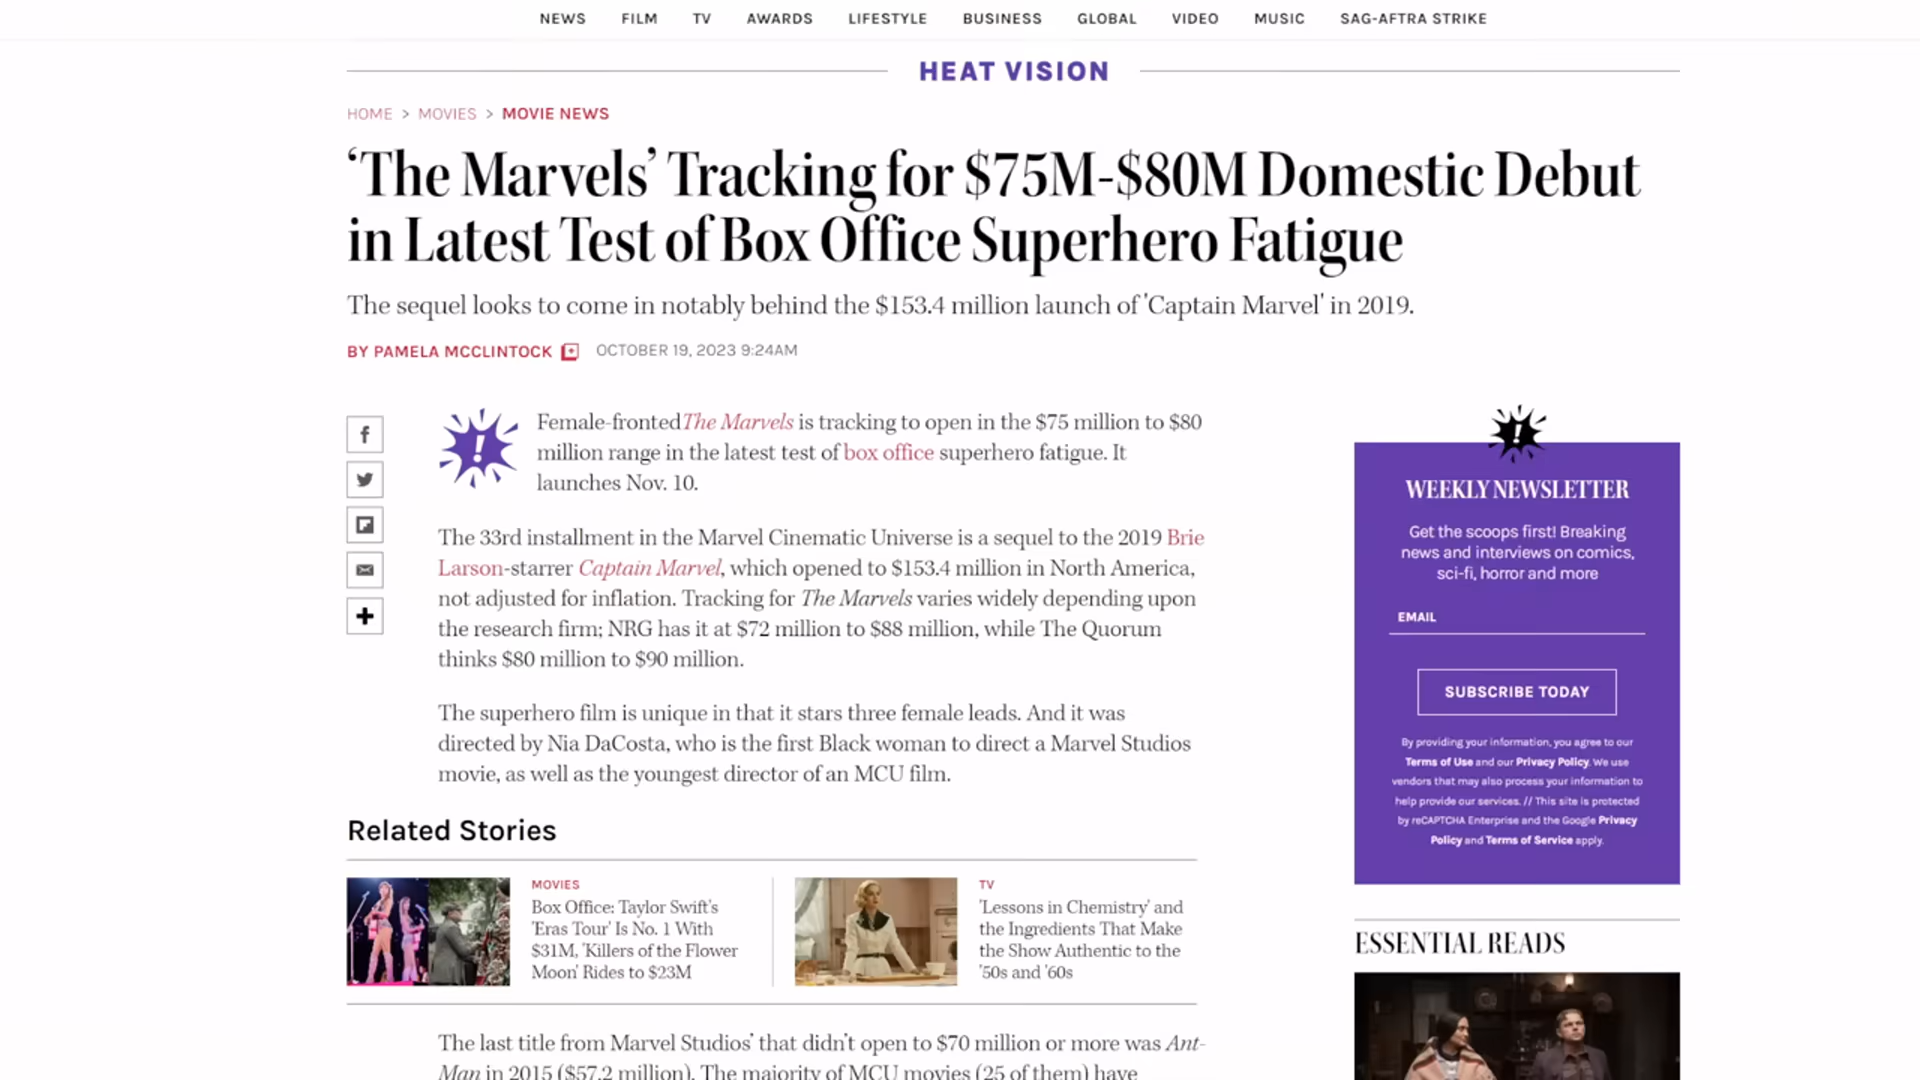 NEWS FILM TV AWARDS LIFESTYLE BUSINESS GLOBAL VIDEO MUSIC SAG-AFTRA STRIKE
HEAT VISION
HOME > MOVIES > MOVIE NEWS
‘The Marvels’ Tracking for $75M-$80M Domestic Debut
in Latest Test of Box Office Superhero Fatigue
The sequel looks to come in notably behind the $153.4 million launch of 'Captain Marvel' in 2019.
BY PAMELA MCCLINTOCK OCTOBER 19, 2023 9:24AM
Female-fronted The Marvels is tracking to open in the $75 million to $80
million range in the latest test of box office superhero fatigue. It
launches Nov. 10.
The 33rd installment in the Marvel Cinematic Universe is a sequel to the 2019 Brie
Larson-starrer Captain Marvel, which opened to $153.4 million in North America,
not adjusted for inflation. Tracking for The Marvels varies widely depending upon
the research firm; NRG has it at $72 million to $88 million, while The Quorum
thinks $80 million to $90 million.
The superhero film is unique in that it stars three female leads. And it was
directed by Nia DaCosta, who is the first Black woman to direct a Marvel Studios
movie, as well as the youngest director of an MCU film.
Related Stories
MOVIES
Box Office: Taylor Swift's
'Eras Tour' Is No. 1 With
$31M, 'Killers of the Flower
Moon' Rides to $23M
TV
'Lessons in Chemistry' and
the Ingredients That Make
the Show Authentic to the
'50s and '60s
The last title from Marvel Studios' that didn't open to $70 million or more was Ant-
Man in 2015 ($57.2 million). The majority of MCU movies (25 of them) have
WEEKLY NEWSLETTER
Get the scoops first! Breaking
news and interviews on comics,
sci-fi, horror and more
EMAIL
SUBSCRIBE TODAY
By providing your information, you agree to our
Terms of Use and our Privacy Policy. We use
vendors that may also process your information to
help provide our services. // This site is protected
by reCAPTCHA Enterprise and the Google Privacy
Policy and Terms of Service apply.
ESSENTIAL READS